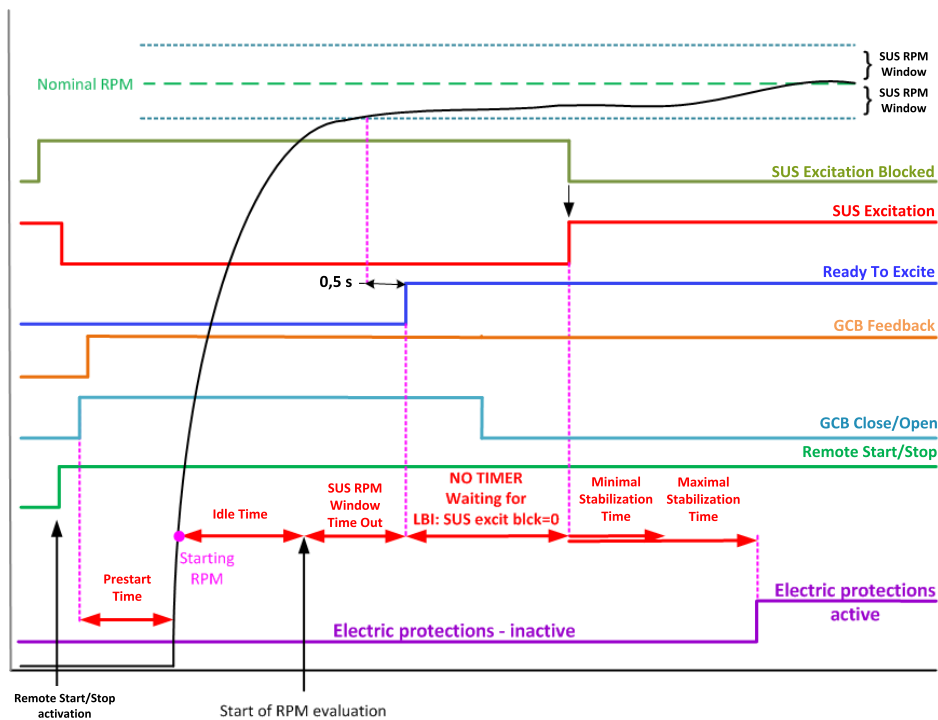 SUS RPM
Window
Nominal RPM
SUS RPM
Window
SUS Excitation Blocked
SUS Excitation
Ready To Excite
0,5 s
GCB Feedback
GCB Close/Open
Remote Start/Stop
NO TIMER
Waiting for
LBI: SUS excit blck=0
SUS RPM
Window
Time Out
Minimal
Stabilization
Time
Maximal
Stabilization
Time
Idle Time
Starting
RPM
Prestart
Time
Electric protections
active
Electric protections - inactive
Remote Start/Stop
activation
Start of RPM evaluation